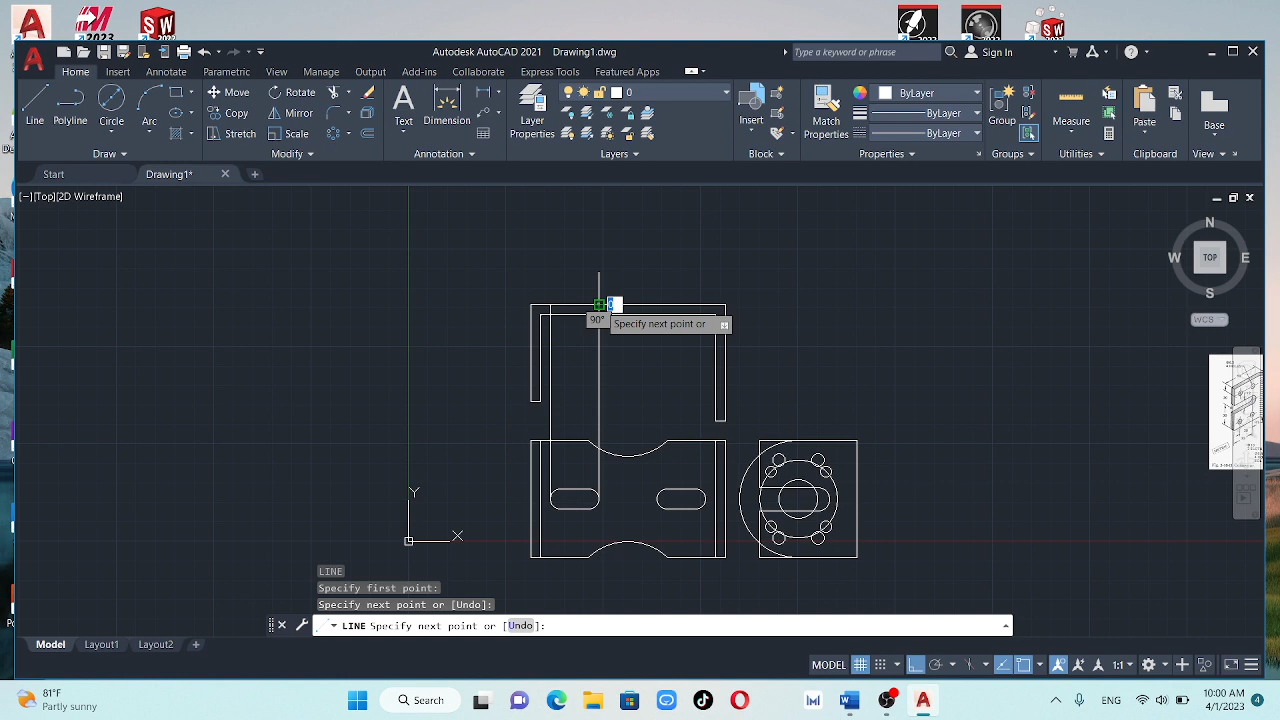 2022
2023
2022
Autodesk AutoCAD 2021 Drawing1.dwg
Type a keyword or phrase
Sign In
Home Insert Annotate Parametric View Manage Output Add-ins Collaborate Express Tools Featured Apps
Line Polyline Circle Arc
Move Rotate
Copy Mirror
Stretch Scale
Text Dimension
Layer Properties
0
Insert
Match Properties
ByLayer
ByLayer
ByLayer
Group
Measure
Paste
Base
Draw Modify Annotation Layers Block Properties Groups Utilities Clipboard View
Start Drawing1*
[−][Top][2D Wireframe]
N
W TOP E
S
WCS
0
90° Specify next point or
Y
X
LINE
Specify first point:
Specify next point or [Undo]:
LINE Specify next point or [Undo]:
Model Layout1 Layout2
MODEL 1:1
81°F
Partly sunny
Search
ENG
10:00 AM
4/1/2023
4